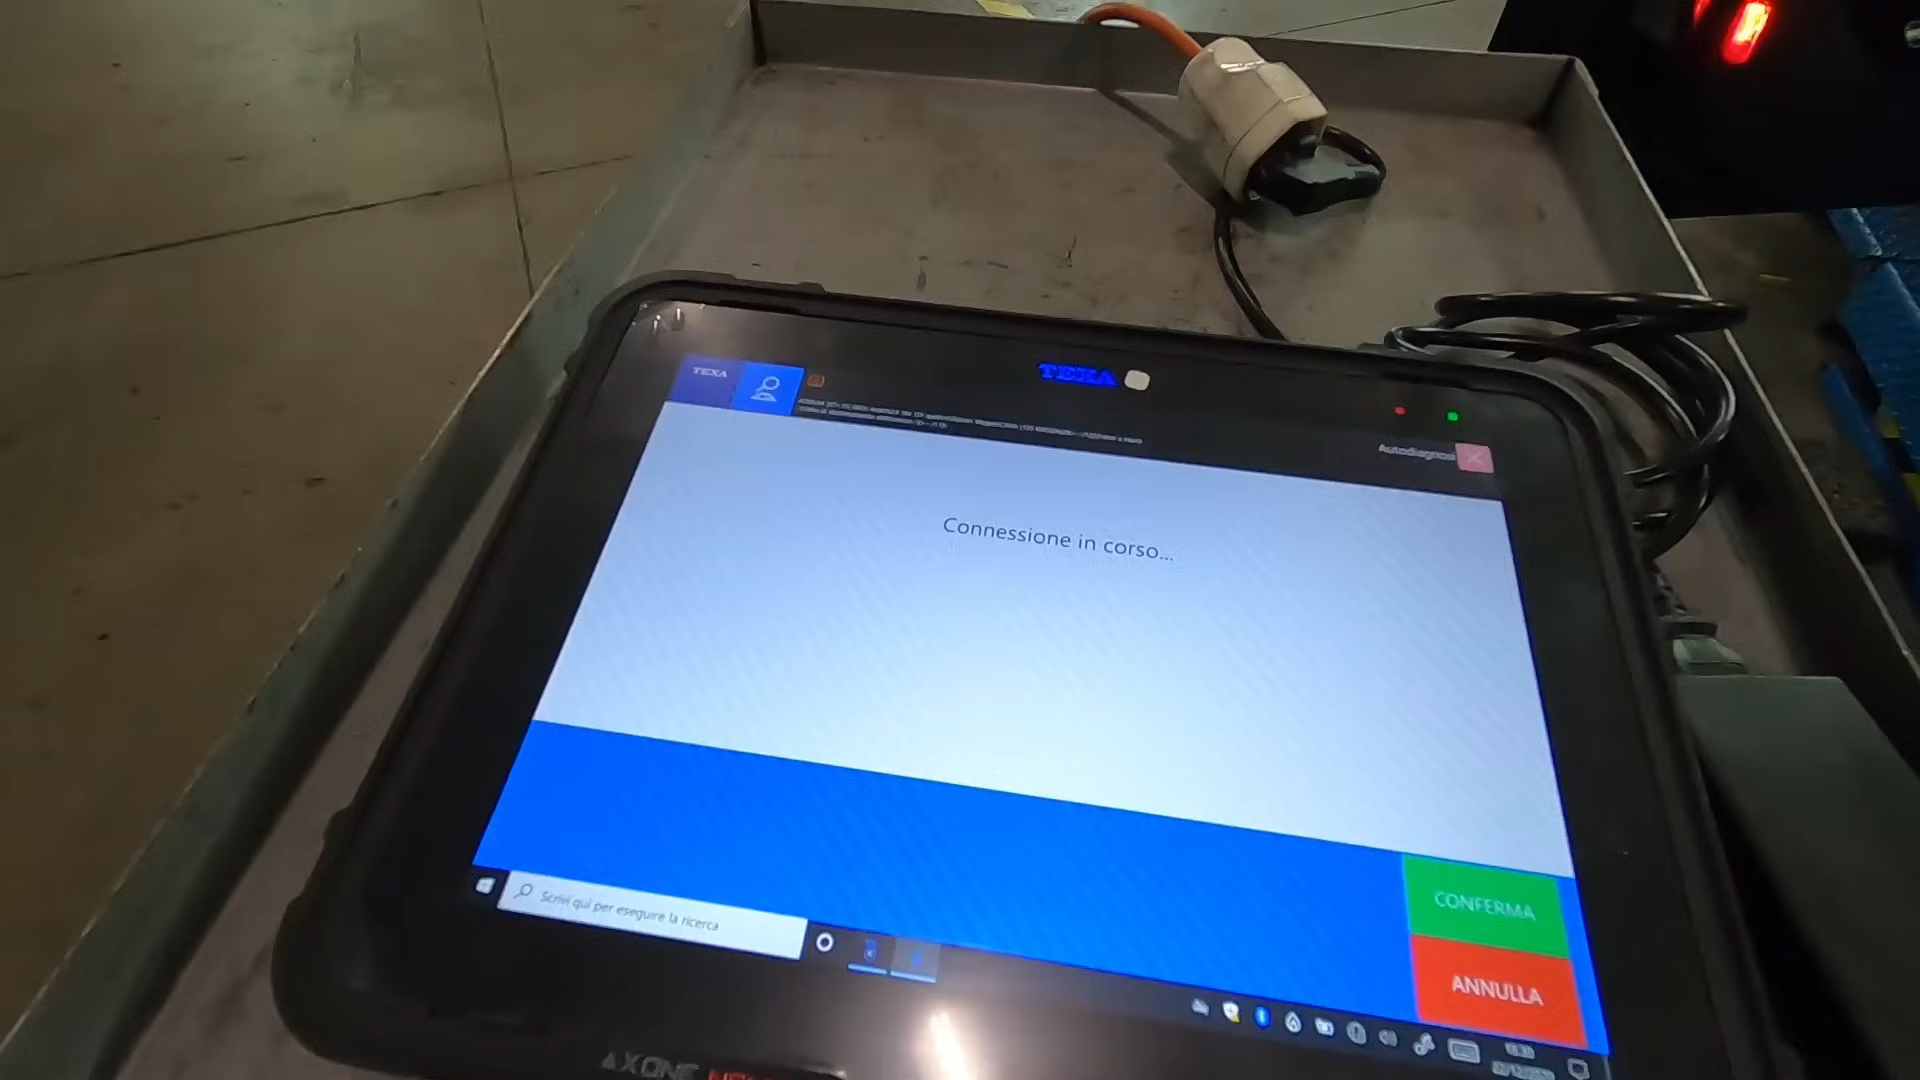 TEXA
TEXA
Autodiagnosi
Connessione in corso...
CONFERMA
ANNULLA
Scrivi qui per eseguire la ricerca
AXONE